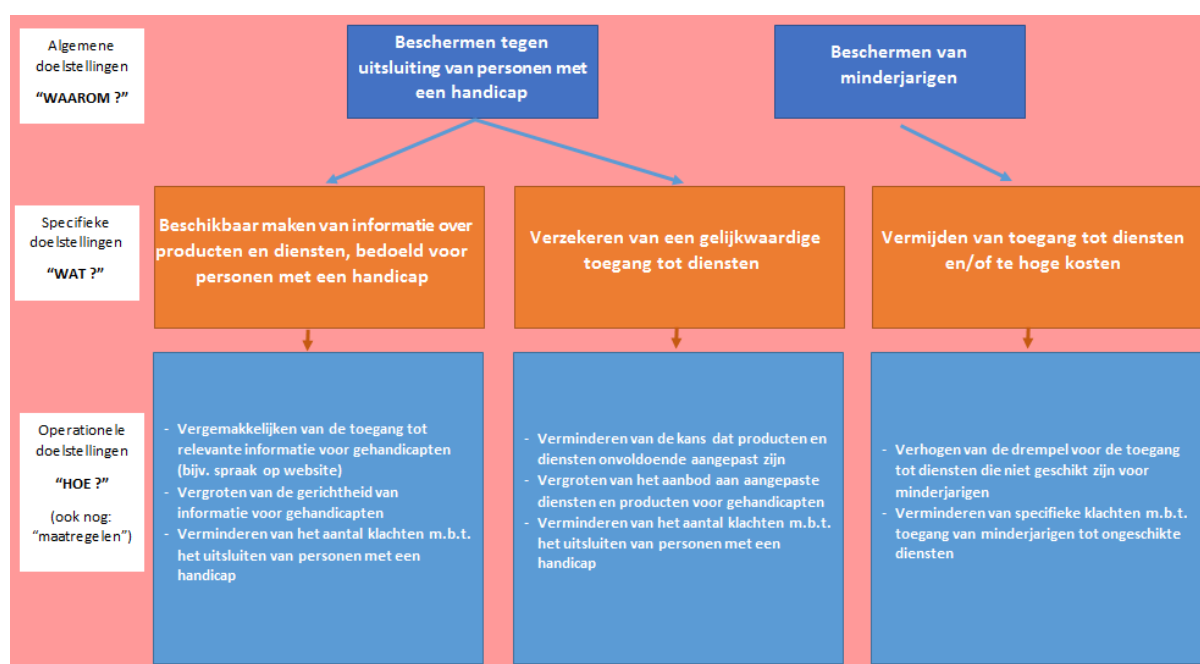 Algemene
doelstellingen
“WAAROM ?”
Beschermen tegen
uitsluiting van personen met
een handicap
Beschermen van
minderjarigen
Specifieke
doelstellingen
“WAT ?”
Beschikbaar maken van informatie over
producten en diensten, bedoeld voor
personen met een handicap
Verzekeren van een gelijkwaardige
toegang tot diensten
Vermijden van toegang tot diensten
en/of te hoge kosten
Operationele
doelstellingen
“HOE ?”
(ook nog:
“maatregelen”)
- Vergemakkelijken van de toegang tot
relevante informatie voor gehandicapten
(bijv. spraak op website)
- Vergroten van de gerichtheid van
informatie voor gehandicapten
- Verminderen van het aantal klachten m.b.t.
het uitsluiten van personen met een
handicap
- Verminderen van de kans dat producten en
diensten onvoldoende aangepast zijn
- Vergroten van het aanbod aan aangepaste
diensten en producten voor gehandicapten
- Verminderen van het aantal klachten m.b.t.
het uitsluiten van personen met een
handicap
- Verhogen van de drempel voor de toegang
tot diensten die niet geschikt zijn voor
minderjarigen
- Verminderen van specifieke klachten m.b.t.
toegang van minderjarigen tot ongeschikte
diensten